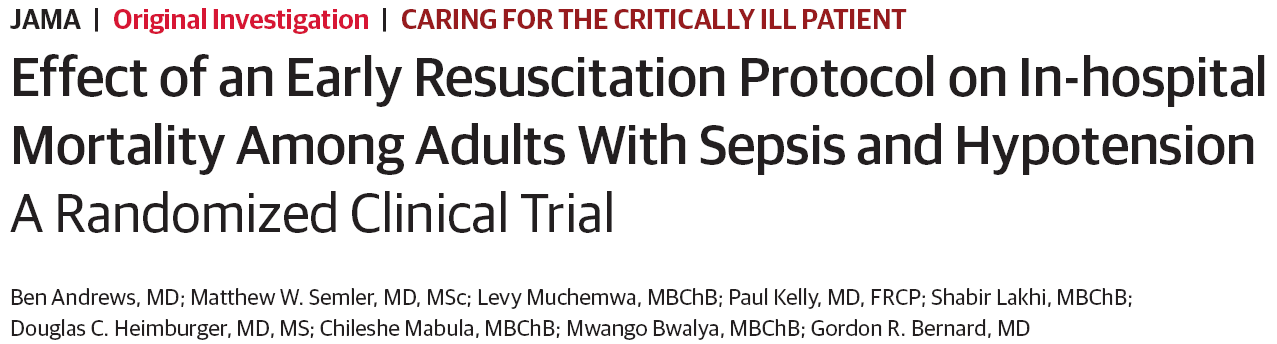 JAMA | Original Investigation | CARING FOR THE CRITICALLY ILL PATIENT
Effect of an Early Resuscitation Protocol on In-hospital
Mortality Among Adults With Sepsis and Hypotension
A Randomized Clinical Trial
Ben Andrews, MD; Matthew W. Semler, MD, MSc; Levy Muchemwa, MBChB; Paul Kelly, MD, FRCP; Shabir Lakhi, MBChB;
Douglas C. Heimburger, MD, MS; Chileshe Mabula, MBChB; Mwango Bwalya, MBChB; Gordon R. Bernard, MD